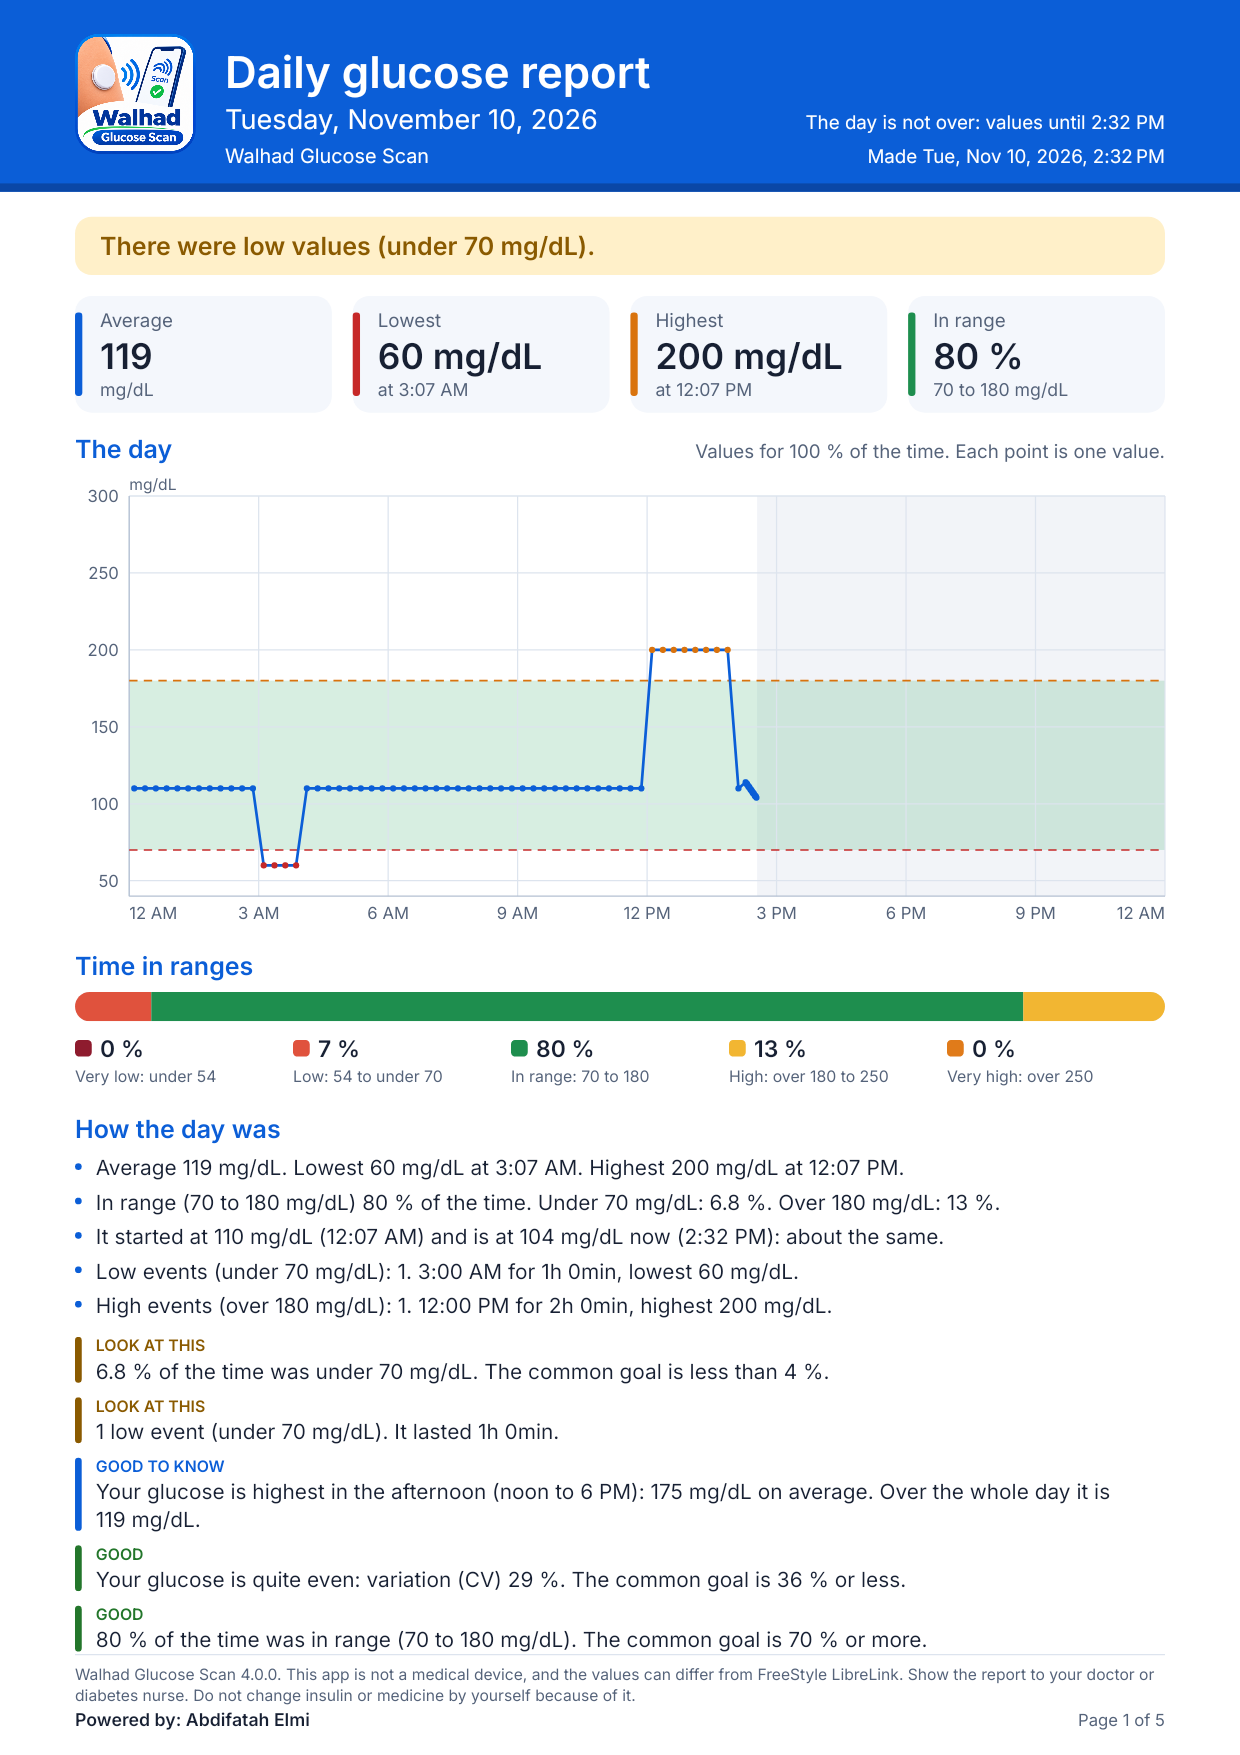 Scan
Walhad
Glucose Scan
Daily glucose report
Tuesday, November 10, 2026
Walhad Glucose Scan
The day is not over: values until 2:32 PM
Made Tue, Nov 10, 2026, 2:32 PM
There were low values (under 70 mg/dL).
Average
119
mg/dL
Lowest
60 mg/dL
at 3:07 AM
Highest
200 mg/dL
at 12:07 PM
In range
80 %
70 to 180 mg/dL
The day
Values for 100 % of the time. Each point is one value.
mg/dL
300
250
200
150
100
50
12 AM 3 AM 6 AM 9 AM 12 PM 3 PM 6 PM 9 PM 12 AM
Time in ranges
0 %
Very low: under 54
7 %
Low: 54 to under 70
80 %
In range: 70 to 180
13 %
High: over 180 to 250
0 %
Very high: over 250
How the day was
• Average 119 mg/dL. Lowest 60 mg/dL at 3:07 AM. Highest 200 mg/dL at 12:07 PM.
• In range (70 to 180 mg/dL) 80 % of the time. Under 70 mg/dL: 6.8 %. Over 180 mg/dL: 13 %.
• It started at 110 mg/dL (12:07 AM) and is at 104 mg/dL now (2:32 PM): about the same.
• Low events (under 70 mg/dL): 1. 3:00 AM for 1h 0min, lowest 60 mg/dL.
• High events (over 180 mg/dL): 1. 12:00 PM for 2h 0min, highest 200 mg/dL.
LOOK AT THIS
6.8 % of the time was under 70 mg/dL. The common goal is less than 4 %.
LOOK AT THIS
1 low event (under 70 mg/dL). It lasted 1h 0min.
GOOD TO KNOW
Your glucose is highest in the afternoon (noon to 6 PM): 175 mg/dL on average. Over the whole day it is
119 mg/dL.
GOOD
Your glucose is quite even: variation (CV) 29 %. The common goal is 36 % or less.
GOOD
80 % of the time was in range (70 to 180 mg/dL). The common goal is 70 % or more.
Walhad Glucose Scan 4.0.0. This app is not a medical device, and the values can differ from FreeStyle LibreLink. Show the report to your doctor or
diabetes nurse. Do not change insulin or medicine by yourself because of it.
Powered by: Abdifatah Elmi
Page 1 of 5